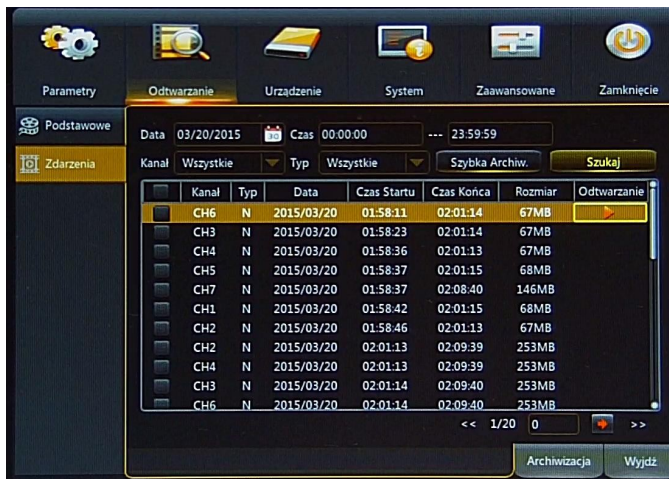 Parametry Odtwarzanie Urządzenie System Zaawansowane Zamknięcie
Podstawowe
Zdarzenia
Data 03/20/2015 30 Czas 00:00:00 --- 23:59:59
Kanał Wszystkie Typ Wszystkie Szybka Archiw. Szukaj
Kanał Typ Data Czas Startu Czas Końca Rozmiar Odtwarzanie
CH6 N 2015/03/20 01:58:11 02:01:14 67MB
CH3 N 2015/03/20 01:58:23 02:01:14 67MB
CH4 N 2015/03/20 01:58:36 02:01:13 67MB
CH5 N 2015/03/20 01:58:37 02:01:15 68MB
CH7 N 2015/03/20 01:58:37 02:08:40 146MB
CH1 N 2015/03/20 01:58:42 02:01:15 68MB
CH2 N 2015/03/20 01:58:46 02:01:13 67MB
CH2 N 2015/03/20 02:01:13 02:09:39 253MB
CH4 N 2015/03/20 02:01:13 02:09:39 253MB
CH3 N 2015/03/20 02:01:14 02:09:40 253MB
CH6 N 2015/03/20 02:01:14 02:09:40 253MB
<< 1/20 0 >>
Archiwizacja Wyjdź